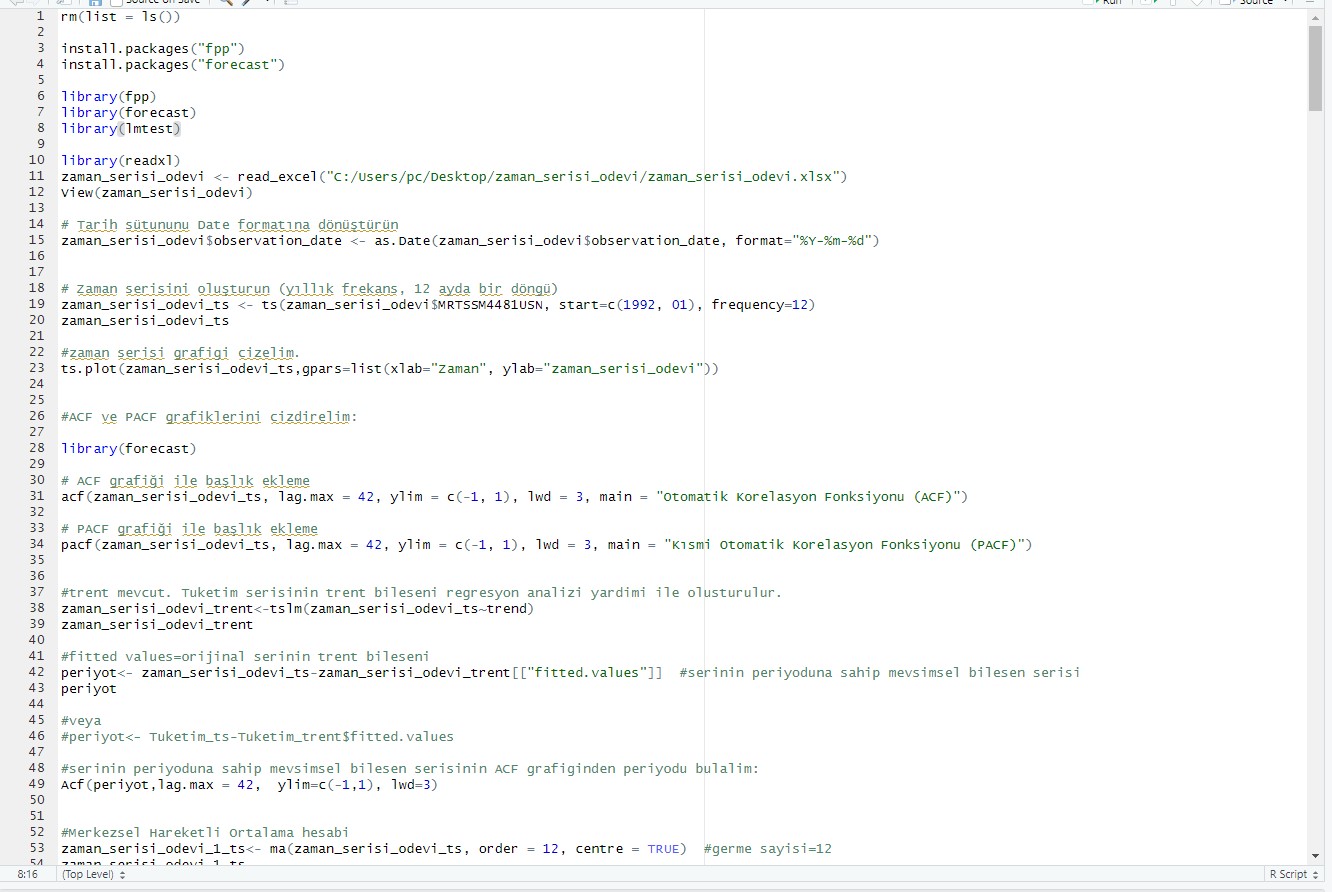 Source on Save
Run
Source
1 rm(list = ls())
2
3 install.packages("fpp")
4 install.packages("forecast")
5
6 library(fpp)
7 library(forecast)
8 library(lmtest)
9
10 library(readxl)
11 zaman_serisi_odevi <- read_excel("C:/Users/pc/Desktop/zaman_serisi_odevi/zaman_serisi_odevi.xlsx")
12 View(zaman_serisi_odevi)
13
14 # Tarih sütununu Date formatına dönüştürün
15 zaman_serisi_odevi$observation_date <- as.Date(zaman_serisi_odevi$observation_date, format="%Y-%m-%d")
16
17
18 # Zaman serisini oluşturun (yıllık frekans, 12 ayda bir döngü)
19 zaman_serisi_odevi_ts <- ts(zaman_serisi_odevi$MRTSSM4481USN, start=c(1992, 01), frequency=12)
20 zaman_serisi_odevi_ts
21
22 #zaman serisi grafigi cizelim.
23 ts.plot(zaman_serisi_odevi_ts,gpars=list(xlab="Zaman", ylab="zaman_serisi_odevi"))
24
25
26 #ACF ve PACF grafiklerini cizdirelim:
27
28 library(forecast)
29
30 # ACF grafiği ile başlık ekleme
31 acf(zaman_serisi_odevi_ts, lag.max = 42, ylim = c(-1, 1), lwd = 3, main = "Otomatik Korelasyon Fonksiyonu (ACF)")
32
33 # PACF grafiği ile başlık ekleme
34 pacf(zaman_serisi_odevi_ts, lag.max = 42, ylim = c(-1, 1), lwd = 3, main = "Kısmi Otomatik Korelasyon Fonksiyonu (PACF)")
35
36
37 #trent mevcut. Tuketim serisinin trent bileseni regresyon analizi yardimi ile olusturulur.
38 zaman_serisi_odevi_trent<-tslm(zaman_serisi_odevi_ts~trend)
39 zaman_serisi_odevi_trent
40
41 #fitted values=orijinal serinin trent bileseni
42 periyot<- zaman_serisi_odevi_ts-zaman_serisi_odevi_trent[["fitted.values"]]  #serinin periyoduna sahip mevsimsel bilesen serisi
43 periyot
44
45 #veya
46 #periyot<- Tuketim_ts-Tuketim_trent$fitted.values
47
48 #serinin periyoduna sahip mevsimsel bilesen serisinin ACF grafiginden periyodu bulalim:
49 Acf(periyot,lag.max = 42,  ylim=c(-1,1), lwd=3)
50
51
52 #Merkezsel Hareketli Ortalama hesabi
53 zaman_serisi_odevi_1_ts<- ma(zaman_serisi_odevi_ts, order = 12, centre = TRUE)  #germe sayisi=12
54 zaman_serisi_odevi_1_ts
8:16 (Top Level) R Script